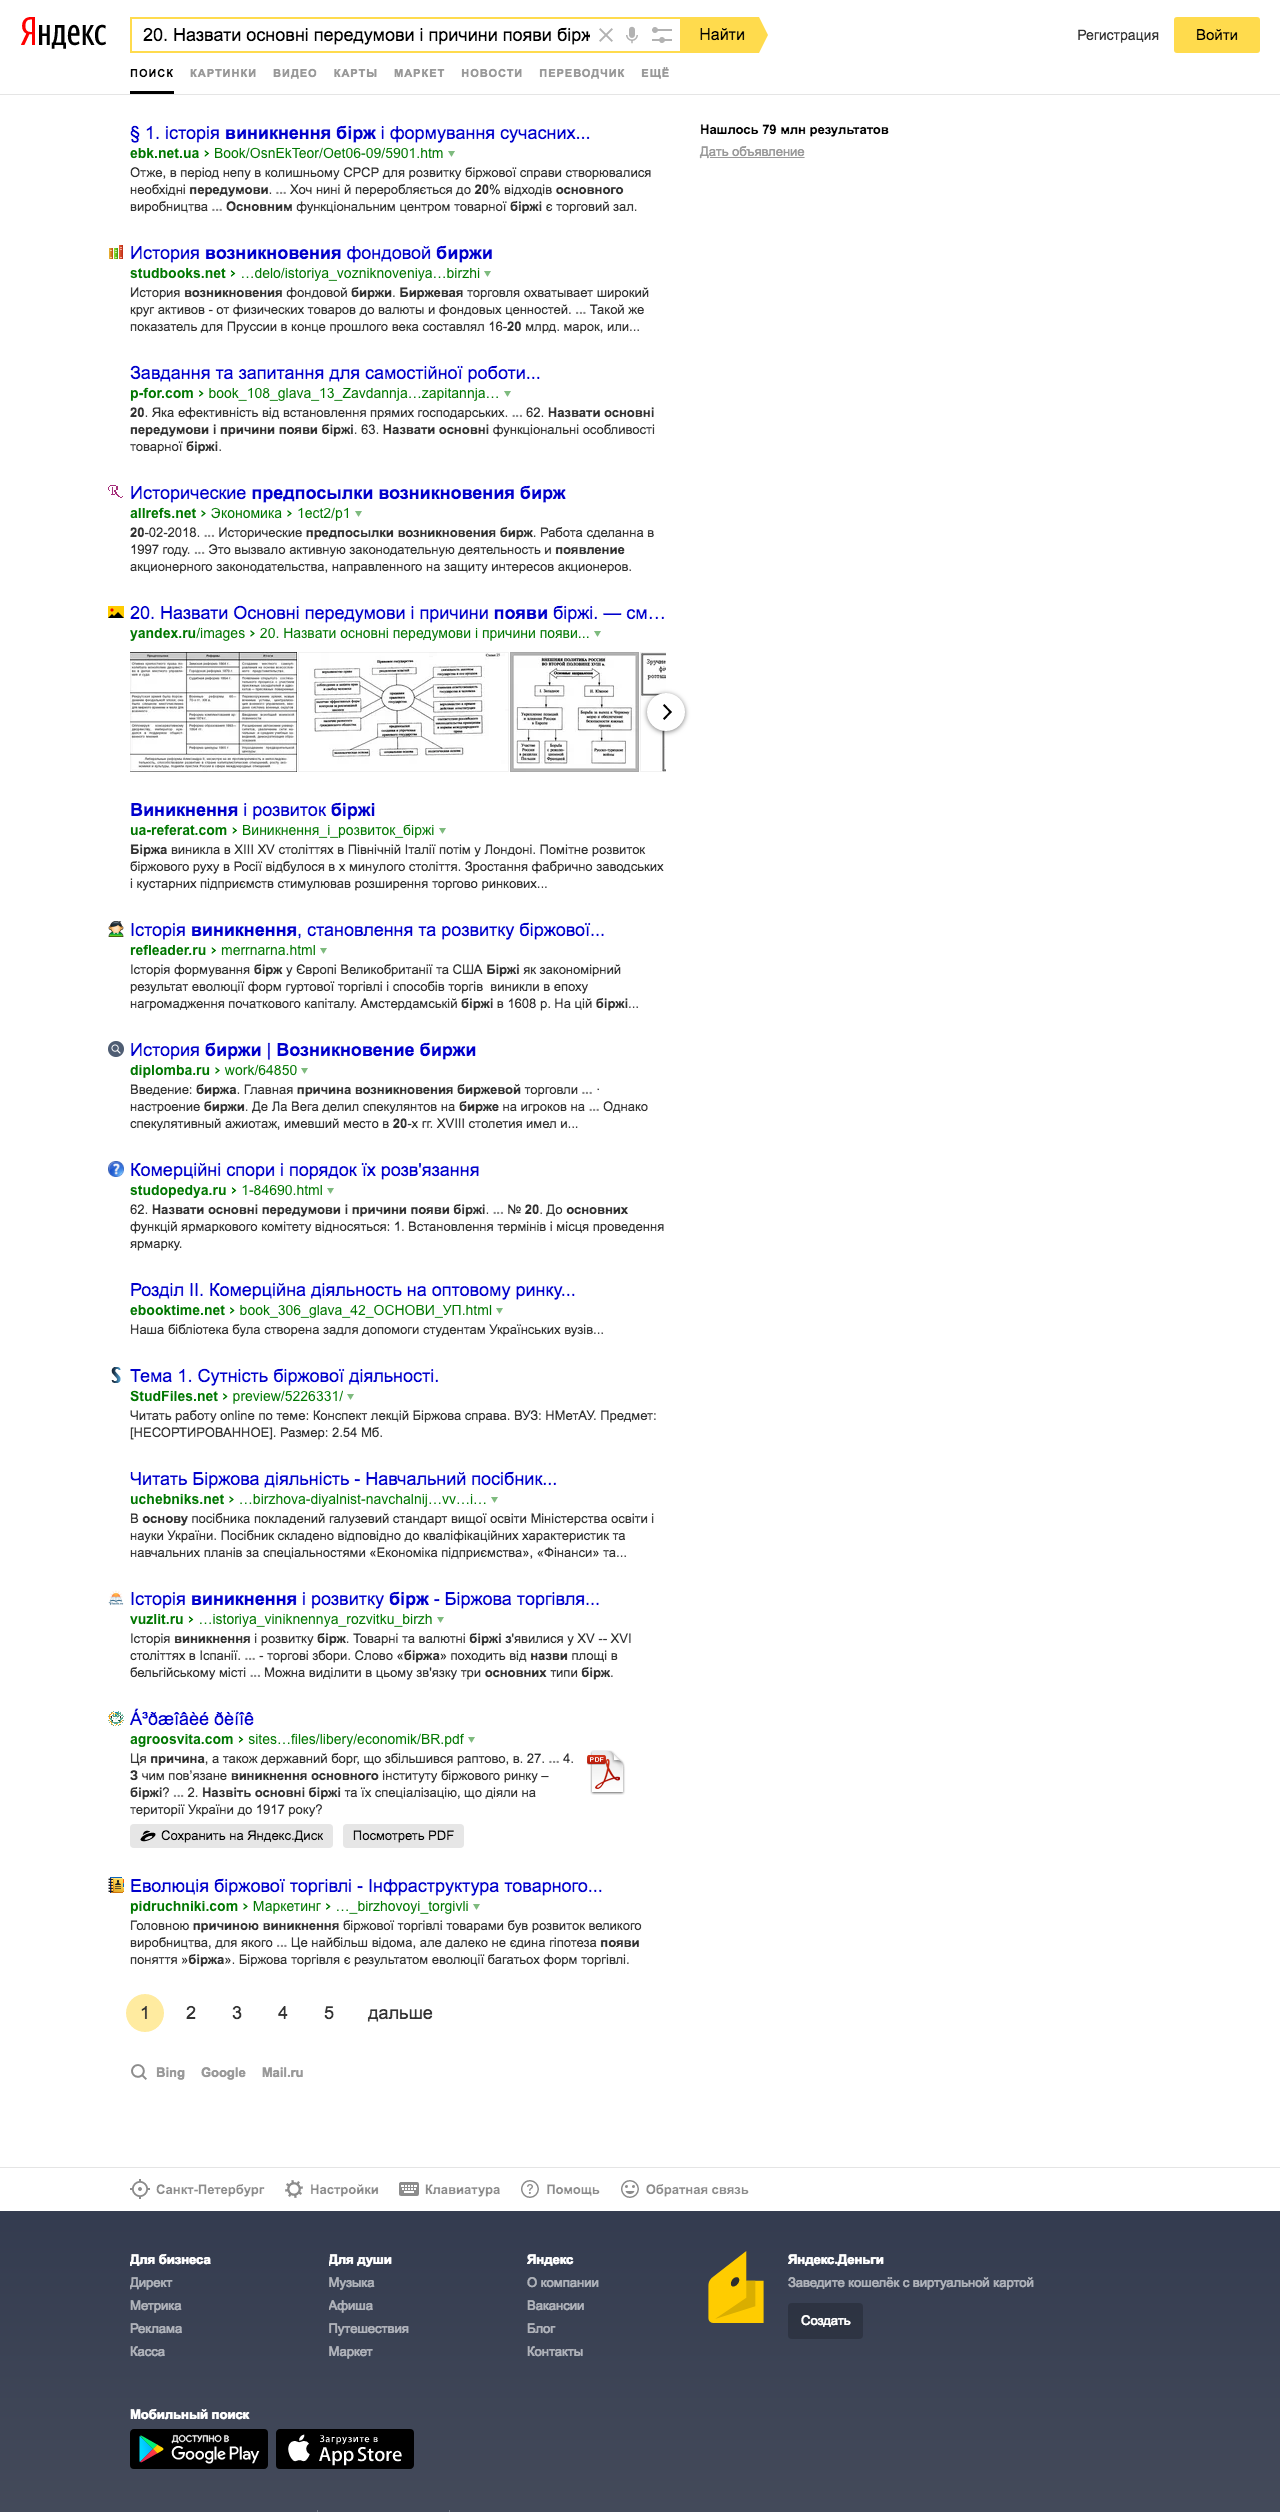 Яндекс
20. Назвати основні передумови і причини появи бірж
Найти
Регистрация
Войти
ПОИСК КАРТИНКИ ВИДЕО КАРТЫ МАРКЕТ НОВОСТИ ПЕРЕВОДЧИК ЕЩЁ
§ 1. історія виникнення бірж і формування сучасних...
ebk.net.ua › Book/OsnEkTeor/Oet06-09/5901.htm
Отже, в період непу в колишньому СРСР для розвитку біржової справи створювалися
необхідні передумови. ... Хоч нині й переробляється до 20% відходів основного
виробництва ... Основним функціональним центром товарної біржі є торговий зал.
Нашлось 79 млн результатов
Дать объявление
История возникновения фондовой биржи
studbooks.net › …delo/istoriya_vozniknoveniya…birzhi
История возникновения фондовой биржи. Биржевая торговля охватывает широкий
круг активов - от физических товаров до валюты и фондовых ценностей. ... Такой же
показатель для Пруссии в конце прошлого века составлял 16-20 млрд. марок, или...
Завдання та запитання для самостійної роботи...
p-for.com › book_108_glava_13_Zavdannja…zapitannja…
20. Яка ефективність від встановлення прямих господарських. ... 62. Назвати основні
передумови і причини появи біржі. 63. Назвати основні функціональні особливості
товарної біржі.
Исторические предпосылки возникновения бирж
allrefs.net › Экономика › 1ect2/p1
20-02-2018. ... Исторические предпосылки возникновения бирж. Работа сделанна в
1997 году. ... Это вызвало активную законодательную деятельность и появление
акционерного законодательства, направленного на защиту интересов акционеров.
20. Назвати Основні передумови і причини появи біржі. — см…
yandex.ru/images › 20. Назвати основні передумови і причини появи...
Виникнення і розвиток біржі
ua-referat.com › Виникнення_і_розвиток_біржі
Біржа виникла в XIII XV століттях в Північній Італії потім у Лондоні. Помітне розвиток
біржового руху в Росії відбулося в x минулого століття. Зростання фабрично заводських
і кустарних підприємств стимулював розширення торгово ринкових...
Історія виникнення, становлення та розвитку біржової...
refleader.ru › merrnarna.html
Історія формування бірж у Європі Великобританії та США Біржі як закономірний
результат еволюції форм гуртової торгівлі і способів торгів  виникли в епоху
нагромадження початкового капіталу. Амстердамській біржі в 1608 р. На цій біржі...
История биржи | Возникновение биржи
diplomba.ru › work/64850
Введение: биржа. Главная причина возникновения биржевой торговли ... ·
настроение биржи. Де Ла Вега делил спекулянтов на бирже на игроков на ... Однако
спекулятивный ажиотаж, имевший место в 20-х гг. XVIII столетия имел и...
Комерційні спори і порядок їх розв'язання
studopedya.ru › 1-84690.html
62. Назвати основні передумови і причини появи біржі. ... № 20. До основних
функцій ярмаркового комітету відносяться: 1. Встановлення термінів і місця проведення
ярмарку.
Розділ II. Комерційна діяльность на оптовому ринку...
ebooktime.net › book_306_glava_42_ОСНОВИ_УП.html
Наша бібліотека була створена задля допомоги студентам Українських вузів...
Тема 1. Сутність біржової діяльності.
StudFiles.net › preview/5226331/
Читать работу online по теме: Конспект лекцій Біржова справа. ВУЗ: НМетАУ. Предмет:
[НЕСОРТИРОВАННОЕ]. Размер: 2.54 Мб.
Читать Біржова діяльність - Навчальний посібник...
uchebniks.net › …birzhova-diyalnist-navchalnij…vv…i…
В основу посібника покладений галузевий стандарт вищої освіти Міністерства освіти і
науки України. Посібник складено відповідно до кваліфікаційних характеристик та
навчальних планів за спеціальностями «Економіка підприємства», «Фінанси» та...
Історія виникнення і розвитку бірж - Біржова торгівля...
vuzlit.ru › …istoriya_viniknennya_rozvitku_birzh
Історія виникнення і розвитку бірж. Товарні та валютні біржі з'явилися у XV -- XVI
століттях в Іспанії. ... - торгові збори. Слово «біржа» походить від назви площі в
бельгійському місті ... Можна виділити в цьому зв'язку три основних типи бірж.
Á³ðæîâèé ðèíîê
agroosvita.com › sites…files/libery/economik/BR.pdf
Ця причина, а також державний борг, що збільшився раптово, в. 27. ... 4.
З чим пов’язане виникнення основного інституту біржового ринку –
біржі? ... 2. Назвіть основні біржі та їх спеціалізацію, що діяли на
території України до 1917 року?
PDF
Сохранить на Яндекс.Диск
Посмотреть PDF
Еволюція біржової торгівлі - Інфраструктура товарного...
pidruchniki.com › Маркетинг › …_birzhovoyi_torgivli
Головною причиною виникнення біржової торгівлі товарами був розвиток великого
виробництва, для якого ... Це найбільш відома, але далеко не єдина гіпотеза появи
поняття »біржа». Біржова торгівля є результатом еволюції багатьох форм торгівлі.
1 2 3 4 5 дальше
Bing Google Mail.ru
Санкт-Петербург Настройки Клавиатура Помощь Обратная связь
Для бизнеса
Директ
Метрика
Реклама
Касса
Для души
Музыка
Афиша
Путешествия
Маркет
Яндекс
О компании
Вакансии
Блог
Контакты
Яндекс.Деньги
Заведите кошелёк с виртуальной картой
Создать
Мобильный поиск
ДОСТУПНО В
Google Play
Загрузите в
App Store